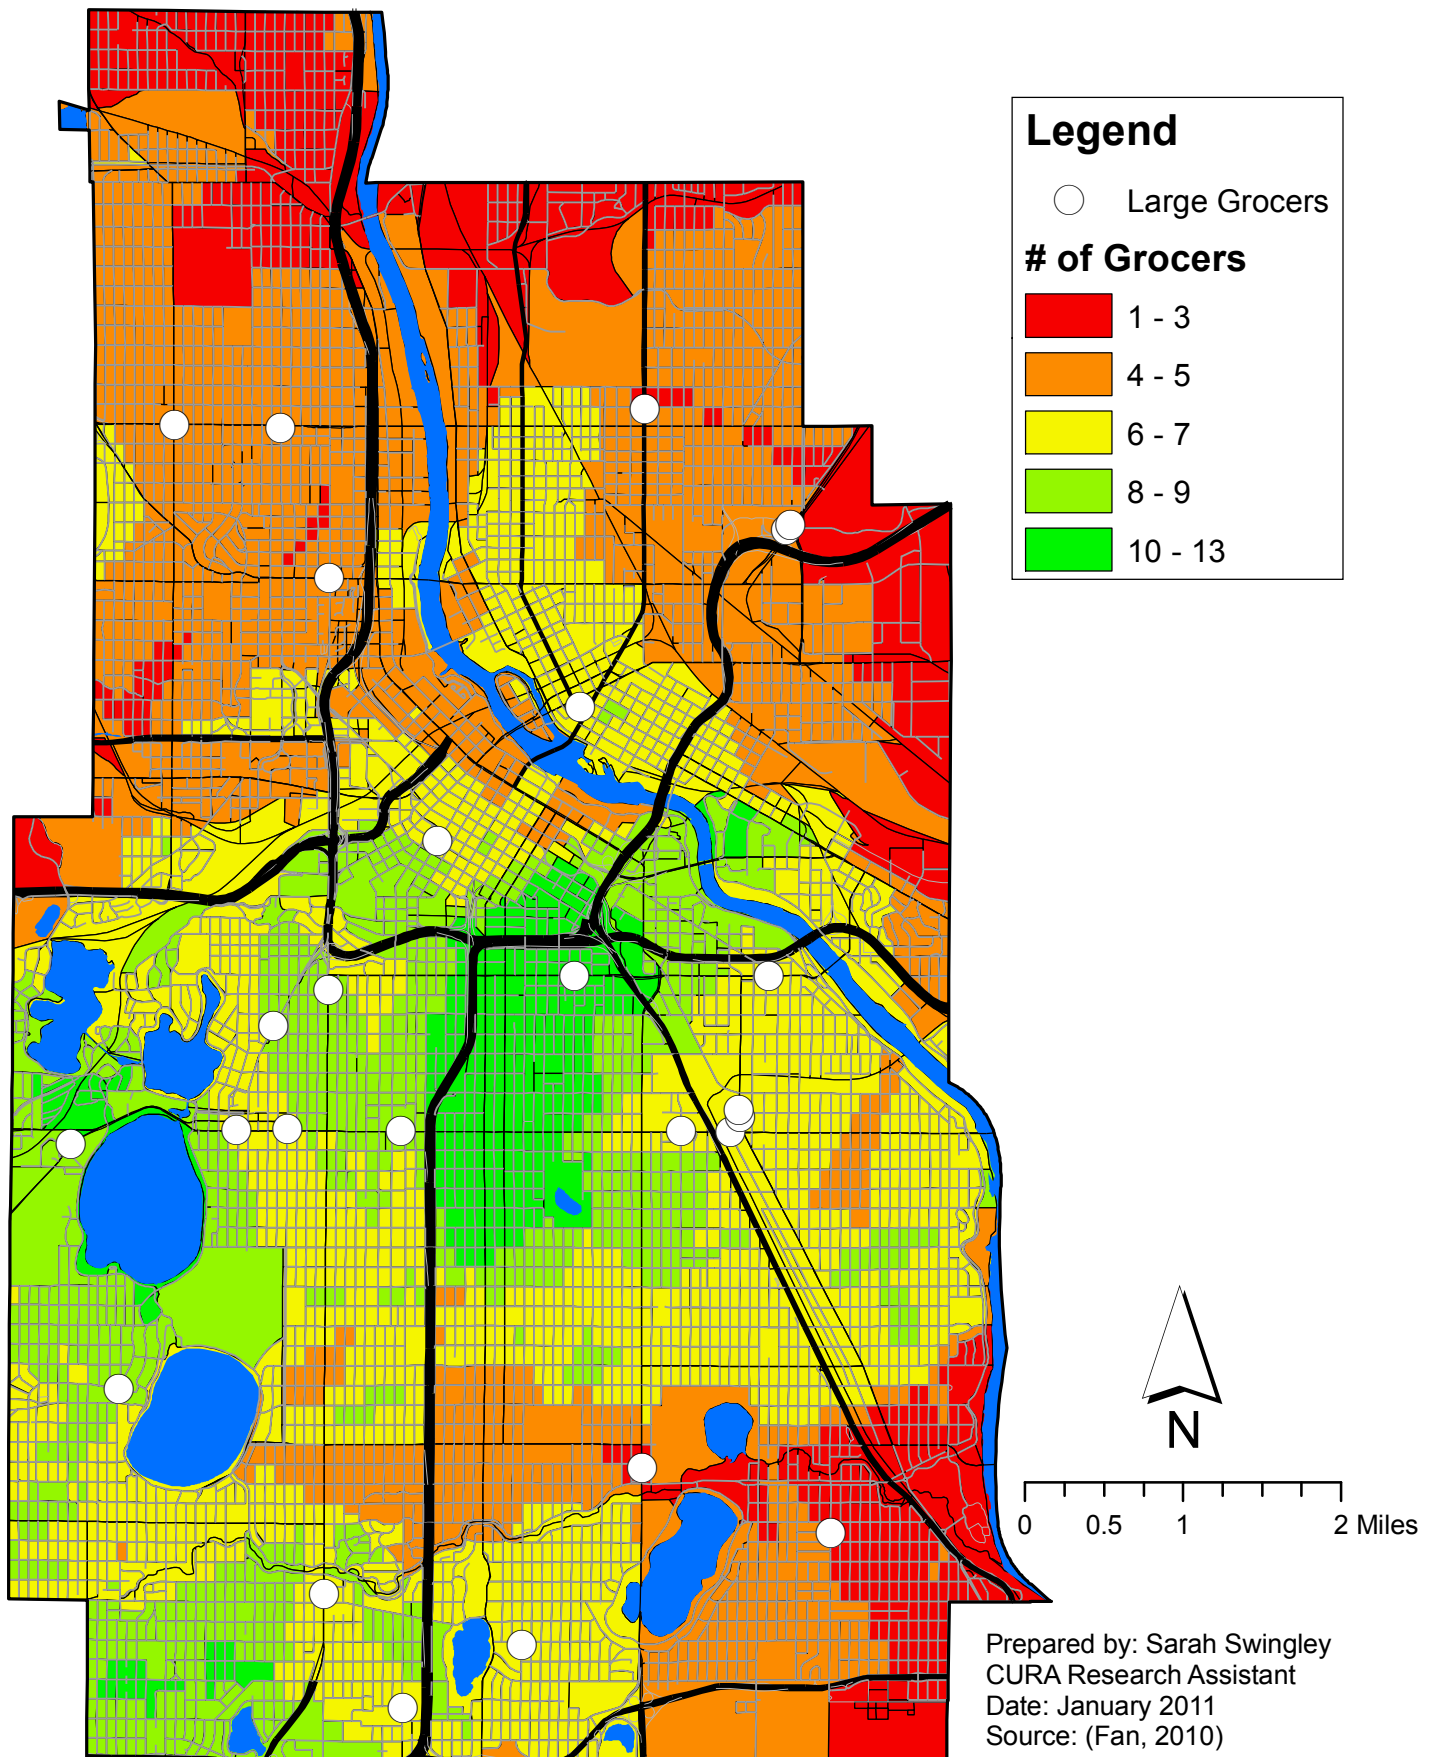 Legend
Large Grocers
# of Grocers
1 - 3
4 - 5
6 - 7
8 - 9
10 - 13
N
0 0.5 1 2 Miles
Prepared by: Sarah Swingley
CURA Research Assistant
Date: January 2011
Source: (Fan, 2010)